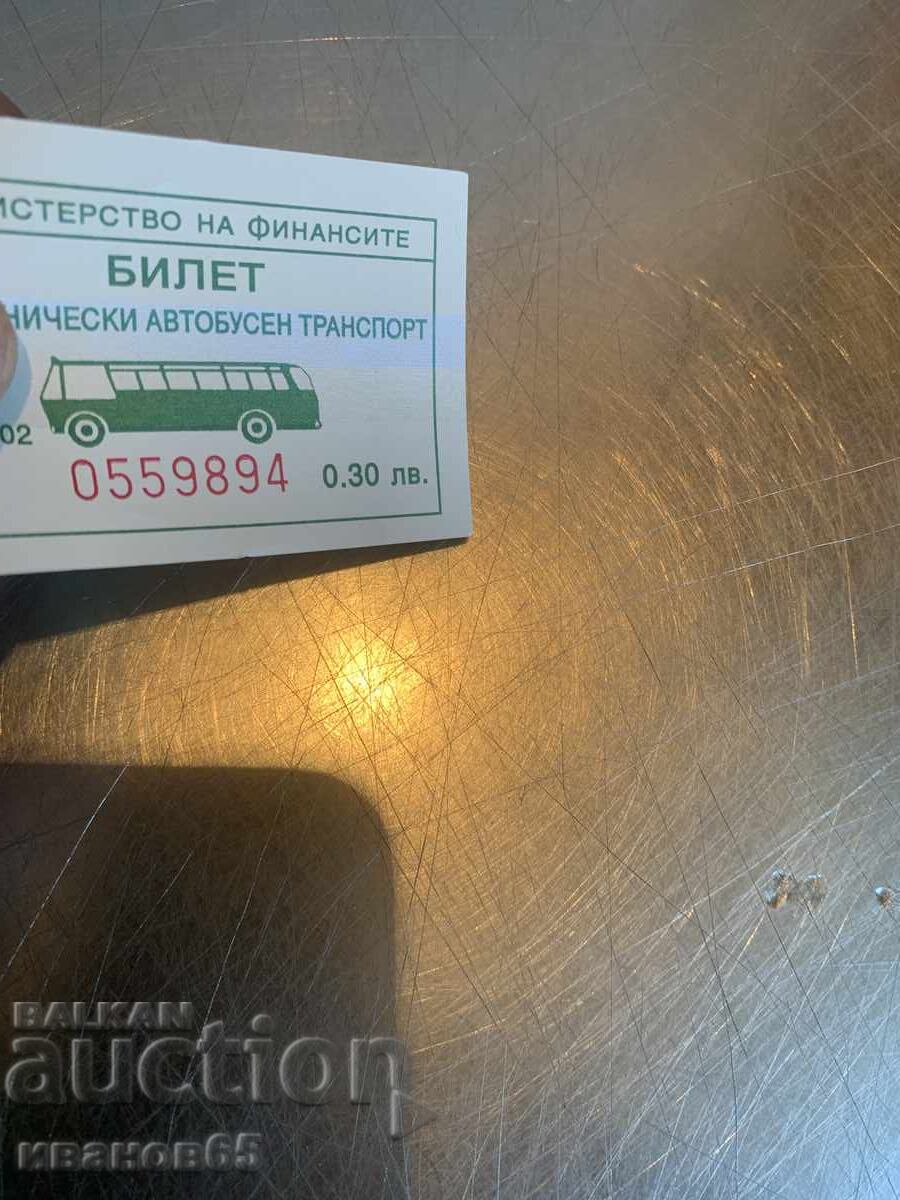 ИСТЕРСТВО НА ФИНАНСИТЕ
БИЛЕТ
НИЧЕСКИ АВТОБУСЕН ТРАНСПОРТ
02
0559894 0.30 лв.
BALKAN
auction
иванов65